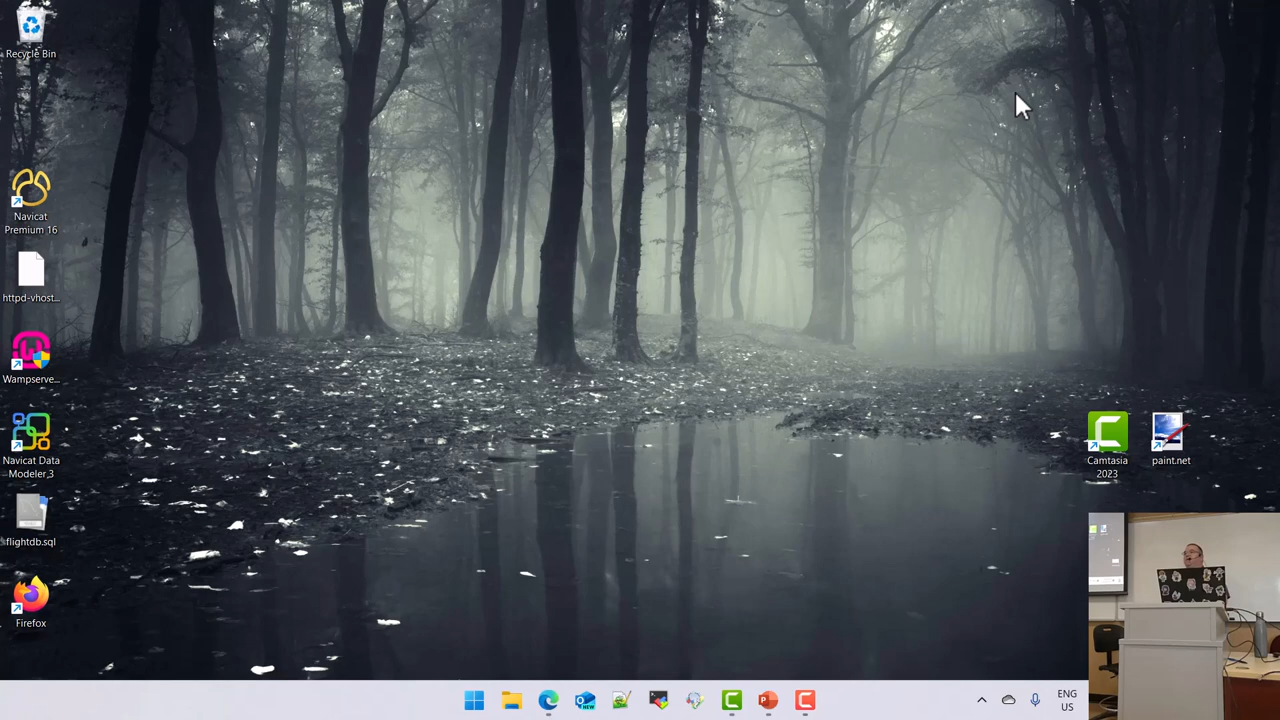 Recycle Bin
Navicat
Premium 16
httpd-vhost...
Wampserve...
Navicat Data
Modeler 3
flightdb.sql
Firefox
Camtasia
2023
paint.net
NEW
ENG
US